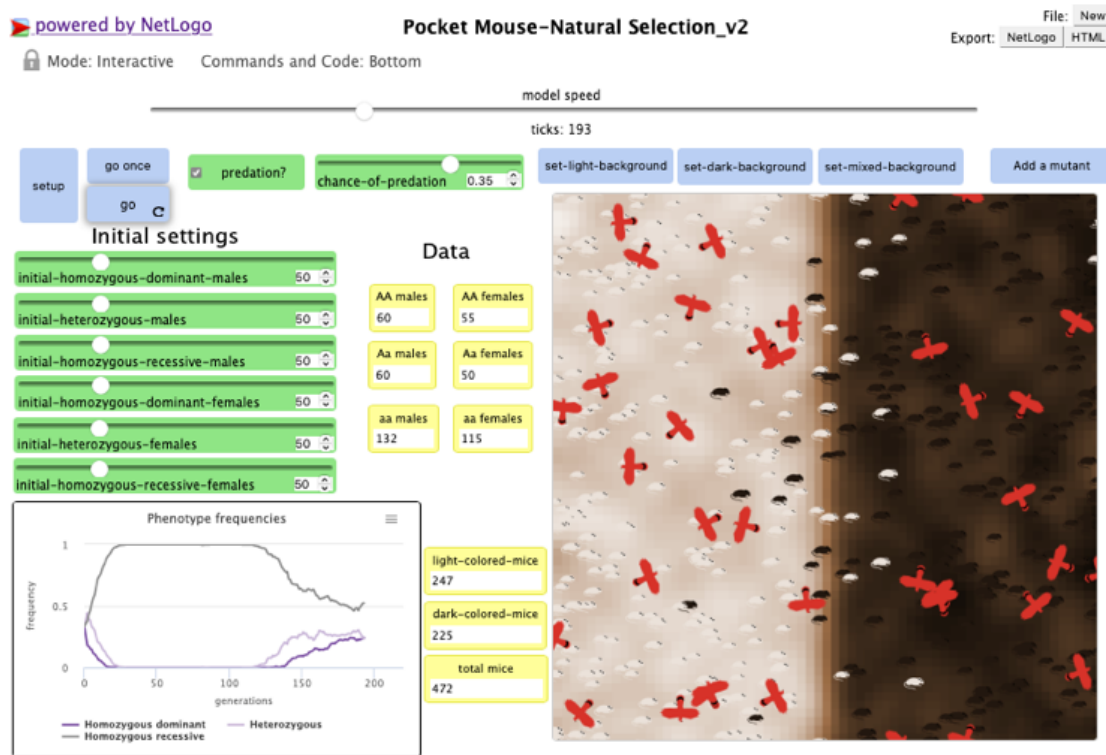 powered by NetLogo
Pocket Mouse-Natural Selection_v2
File: New
Export: NetLogo HTML
Mode: Interactive Commands and Code: Bottom
model speed
ticks: 193
setup
go once
go
predation?
chance-of-predation 0.35
set-light-background
set-dark-background
set-mixed-background
Add a mutant
Initial settings
initial-homozygous-dominant-males 50
initial-heterozygous-males 50
initial-homozygous-recessive-males 50
initial-homozygous-dominant-females 50
initial-heterozygous-females 50
initial-homozygous-recessive-females 50
Data
AA males
60
AA females
55
Aa males
60
Aa females
50
aa males
132
aa females
115
Phenotype frequencies
frequency
1
0.5
0
0 50 100 150 200
generations
Homozygous dominant Heterozygous
Homozygous recessive
light-colored-mice
247
dark-colored-mice
225
total mice
472